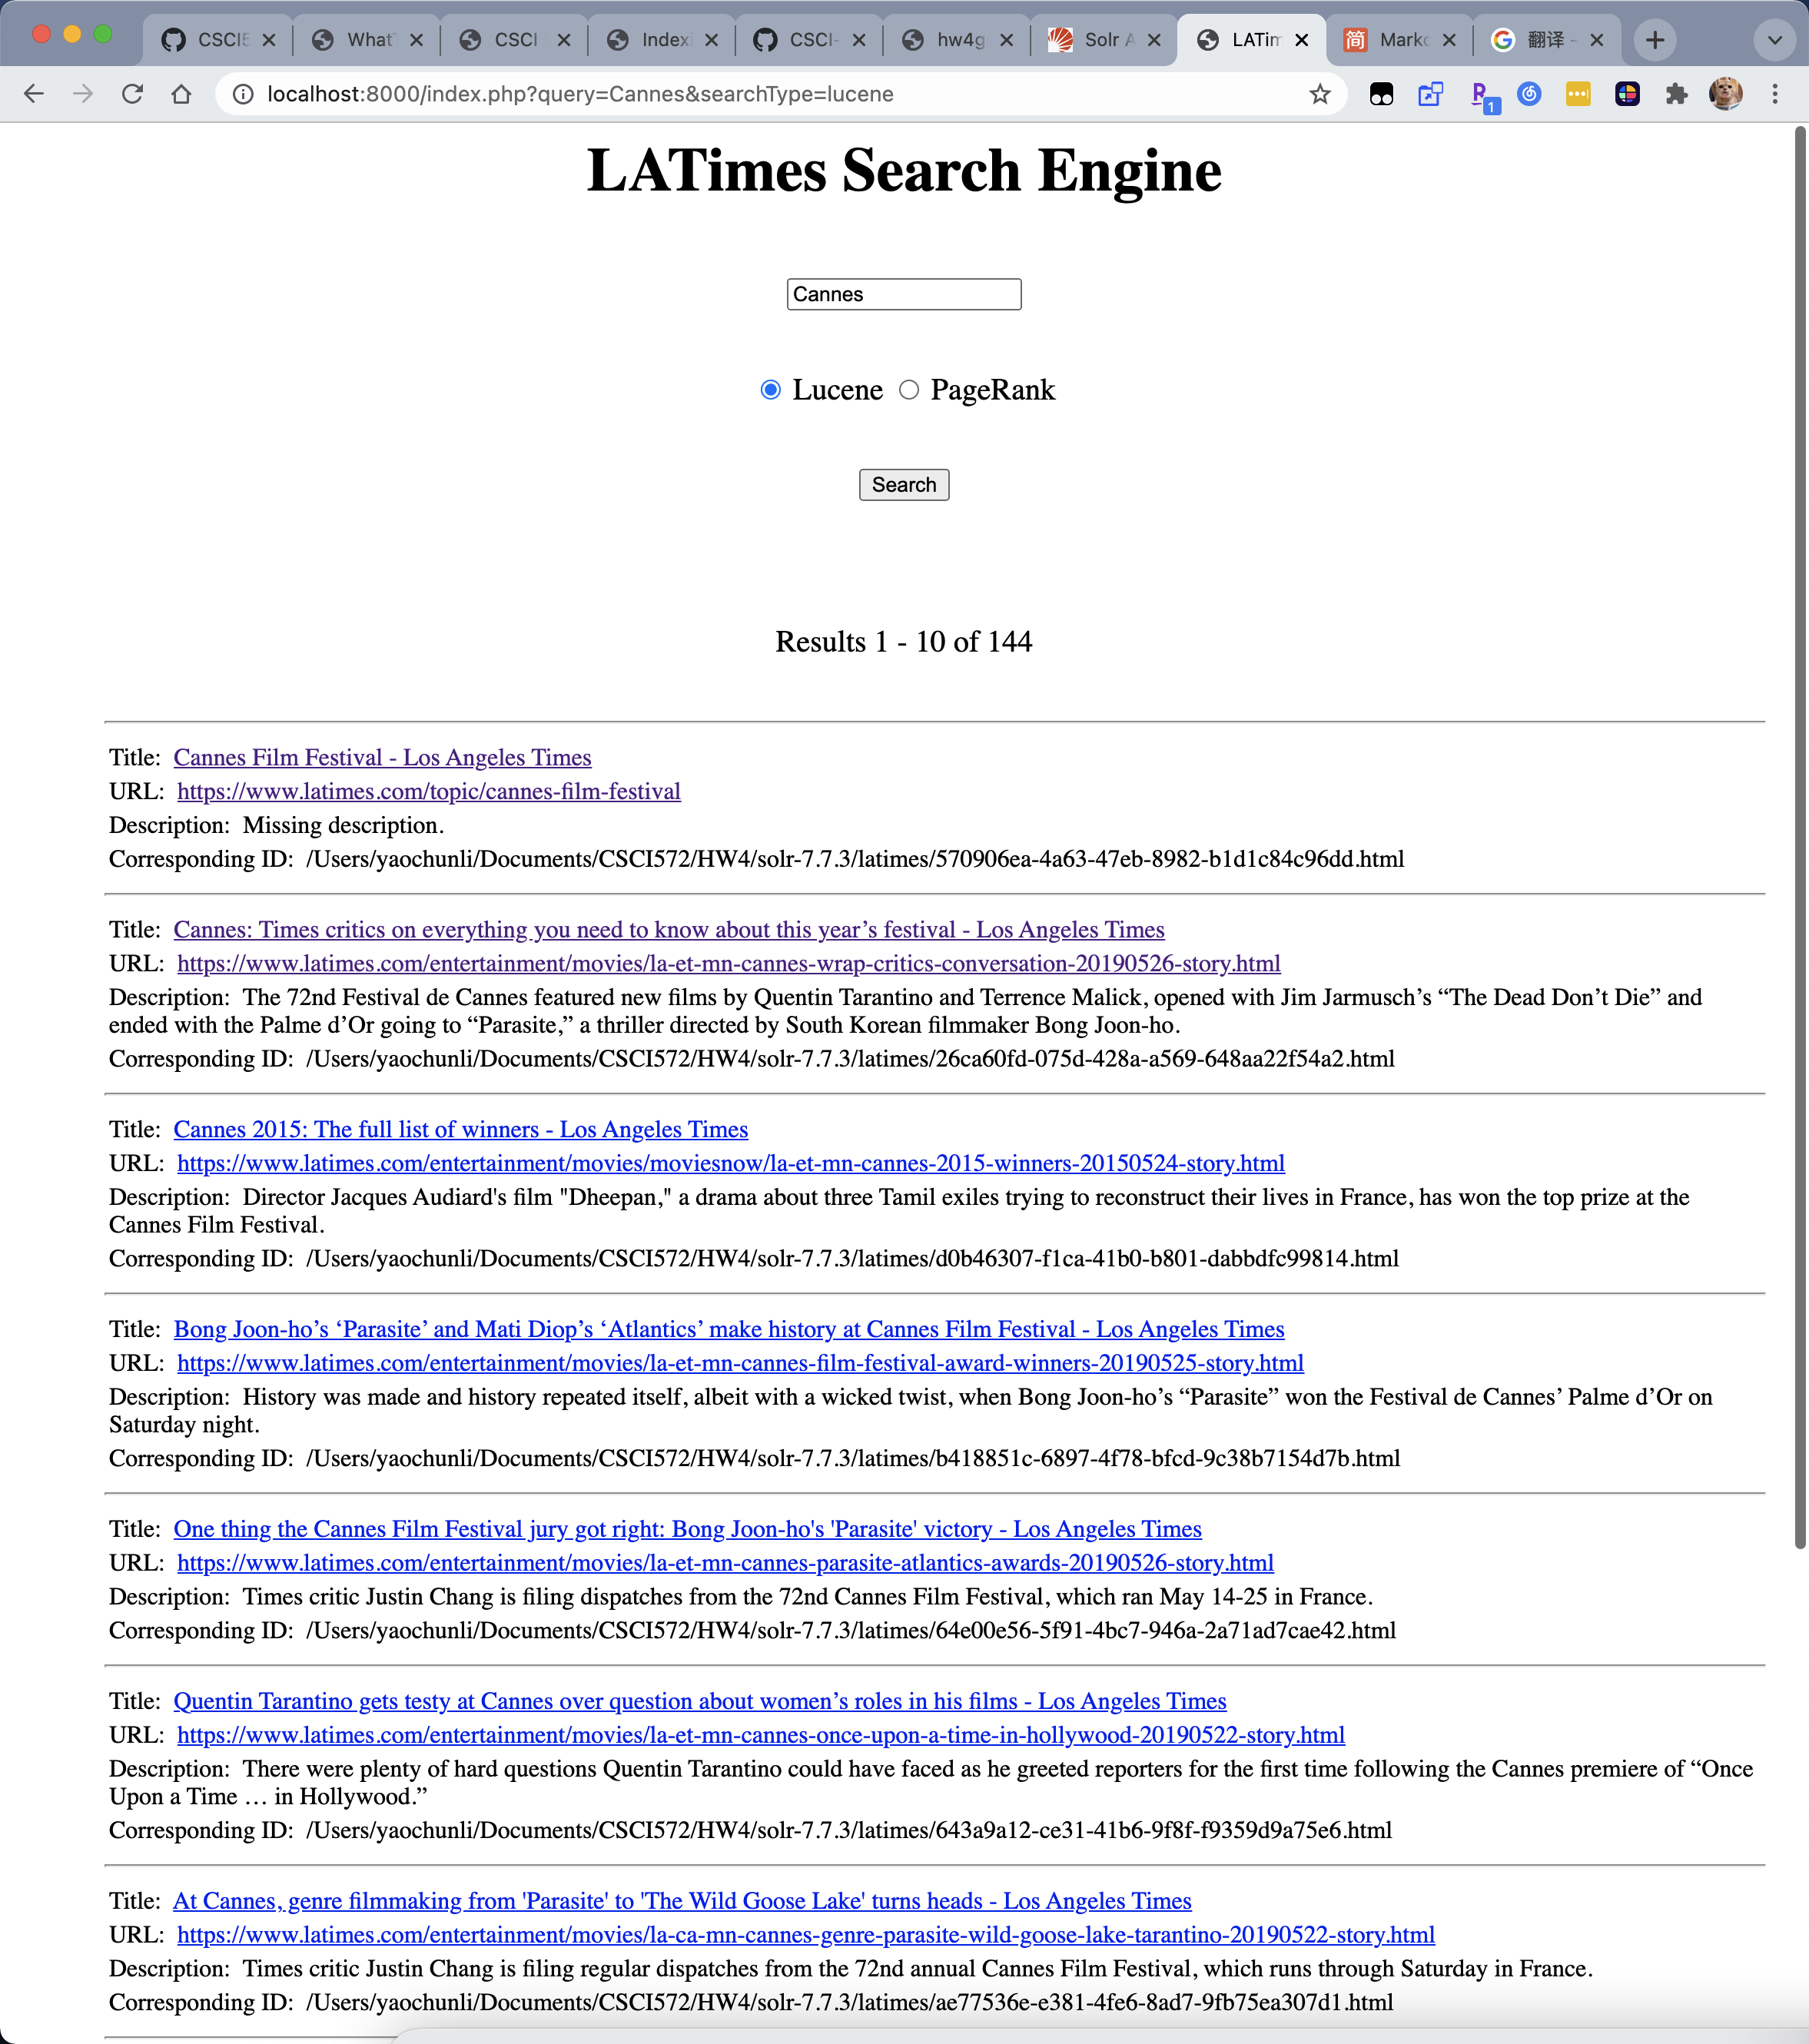 CSCI5
What
CSCI
Indexi
CSCI-
hw4g
Solr A
LATim
简 Markd
翻译 -
localhost:8000/index.php?query=Cannes&searchType=lucene
1
LATimes Search Engine
Cannes
Lucene PageRank
Search
Results 1 - 10 of 144
Title: Cannes Film Festival - Los Angeles Times
URL: https://www.latimes.com/topic/cannes-film-festival
Description: Missing description.
Corresponding ID: /Users/yaochunli/Documents/CSCI572/HW4/solr-7.7.3/latimes/570906ea-4a63-47eb-8982-b1d1c84c96dd.html
Title: Cannes: Times critics on everything you need to know about this year’s festival - Los Angeles Times
URL: https://www.latimes.com/entertainment/movies/la-et-mn-cannes-wrap-critics-conversation-20190526-story.html
Description: The 72nd Festival de Cannes featured new films by Quentin Tarantino and Terrence Malick, opened with Jim Jarmusch’s “The Dead Don’t Die” and
ended with the Palme d’Or going to “Parasite,” a thriller directed by South Korean filmmaker Bong Joon-ho.
Corresponding ID: /Users/yaochunli/Documents/CSCI572/HW4/solr-7.7.3/latimes/26ca60fd-075d-428a-a569-648aa22f54a2.html
Title: Cannes 2015: The full list of winners - Los Angeles Times
URL: https://www.latimes.com/entertainment/movies/moviesnow/la-et-mn-cannes-2015-winners-20150524-story.html
Description: Director Jacques Audiard's film "Dheepan," a drama about three Tamil exiles trying to reconstruct their lives in France, has won the top prize at the
Cannes Film Festival.
Corresponding ID: /Users/yaochunli/Documents/CSCI572/HW4/solr-7.7.3/latimes/d0b46307-f1ca-41b0-b801-dabbdfc99814.html
Title: Bong Joon-ho’s ‘Parasite’ and Mati Diop’s ‘Atlantics’ make history at Cannes Film Festival - Los Angeles Times
URL: https://www.latimes.com/entertainment/movies/la-et-mn-cannes-film-festival-award-winners-20190525-story.html
Description: History was made and history repeated itself, albeit with a wicked twist, when Bong Joon-ho’s “Parasite” won the Festival de Cannes’ Palme d’Or on
Saturday night.
Corresponding ID: /Users/yaochunli/Documents/CSCI572/HW4/solr-7.7.3/latimes/b418851c-6897-4f78-bfcd-9c38b7154d7b.html
Title: One thing the Cannes Film Festival jury got right: Bong Joon-ho's 'Parasite' victory - Los Angeles Times
URL: https://www.latimes.com/entertainment/movies/la-et-mn-cannes-parasite-atlantics-awards-20190526-story.html
Description: Times critic Justin Chang is filing dispatches from the 72nd Cannes Film Festival, which ran May 14-25 in France.
Corresponding ID: /Users/yaochunli/Documents/CSCI572/HW4/solr-7.7.3/latimes/64e00e56-5f91-4bc7-946a-2a71ad7cae42.html
Title: Quentin Tarantino gets testy at Cannes over question about women’s roles in his films - Los Angeles Times
URL: https://www.latimes.com/entertainment/movies/la-et-mn-cannes-once-upon-a-time-in-hollywood-20190522-story.html
Description: There were plenty of hard questions Quentin Tarantino could have faced as he greeted reporters for the first time following the Cannes premiere of “Once
Upon a Time … in Hollywood.”
Corresponding ID: /Users/yaochunli/Documents/CSCI572/HW4/solr-7.7.3/latimes/643a9a12-ce31-41b6-9f8f-f9359d9a75e6.html
Title: At Cannes, genre filmmaking from 'Parasite' to 'The Wild Goose Lake' turns heads - Los Angeles Times
URL: https://www.latimes.com/entertainment/movies/la-ca-mn-cannes-genre-parasite-wild-goose-lake-tarantino-20190522-story.html
Description: Times critic Justin Chang is filing regular dispatches from the 72nd annual Cannes Film Festival, which runs through Saturday in France.
Corresponding ID: /Users/yaochunli/Documents/CSCI572/HW4/solr-7.7.3/latimes/ae77536e-e381-4fe6-8ad7-9fb75ea307d1.html